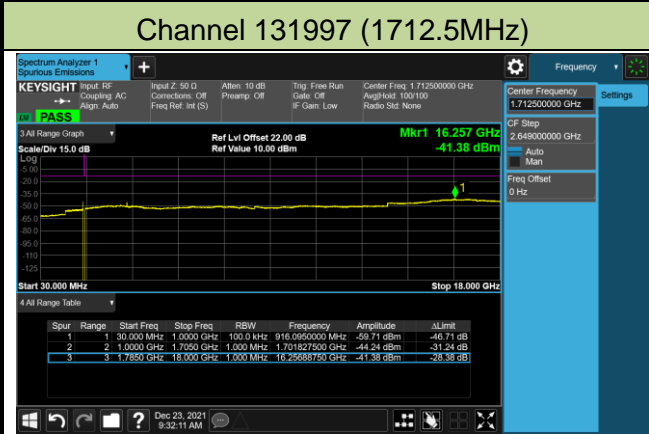 Channel 131997 (1712.5MHz)
Spectrum Analyzer 1
Spurious Emissions
Frequency
KEYSIGHT
Input: RF
Coupling: AC
Align: Auto
Input Z: 50 Ω
Corrections: Off
Freq Ref: Int (S)
Atten: 10 dB
Preamp: Off
Trig: Free Run
Gate: Off
IF Gain: Low
Center Freq: 1.712500000 GHz
Avg|Hold: 100/100
Radio Std: None
PASS
Center Frequency
1.712500000 GHz
Settings
CF Step
2.649000000 GHz
Auto
Man
Freq Offset
0 Hz
3 All Range Graph
Scale/Div 15.0 dB
Ref Lvl Offset 22.00 dB
Ref Value 10.00 dBm
Mkr1 16.257 GHz
-41.38 dBm
Log
-5.00
-20.0
-35.0
-50.0
-65.0
-80.0
-95.0
-110
-125
1
Start 30.000 MHz
Stop 18.000 GHz
4 All Range Table
Spur Range Start Freq Stop Freq RBW Frequency Amplitude ΔLimit
1 1 30.000 MHz 1.0000 GHz 100.0 kHz 916.0950000 MHz -59.71 dBm -46.71 dB
2 2 1.0000 GHz 1.7050 GHz 1.000 MHz 1.701827500 GHz -44.24 dBm -31.24 dB
3 3 1.7850 GHz 18.000 GHz 1.000 MHz 16.25688750 GHz -41.38 dBm -28.38 dB
Dec 23, 2021
9:32:11 AM